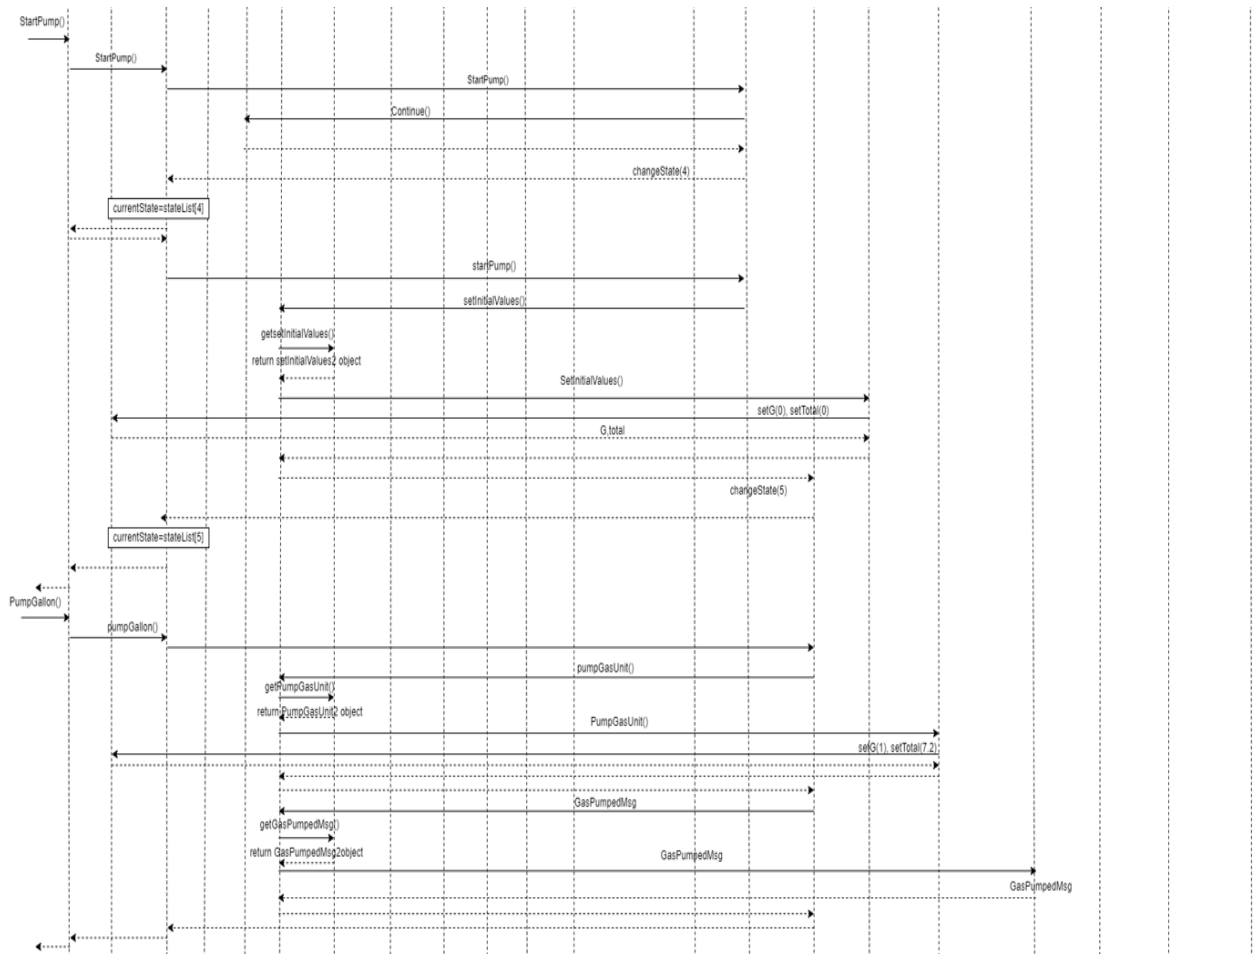 StartPump()
StartPump()
StartPump()
Continue()
changeState(4)
currentState=stateList[4]
startPump()
setInitialValues()
getsetInitialValues()
return setInitialValues2 object
SetInitialValues()
setG(0), setTotal(0)
G,total
changeState(5)
currentState=stateList[5]
PumpGallon()
pumpGallon()
pumpGasUnit()
getPumpGasUnit()
return PumpGasUnit2 object
PumpGasUnit()
setG(1), setTotal(7.2)
GasPumpedMsg
getGasPumpedMsg()
return GasPumpedMsg2object
GasPumpedMsg
GasPumpedMsg